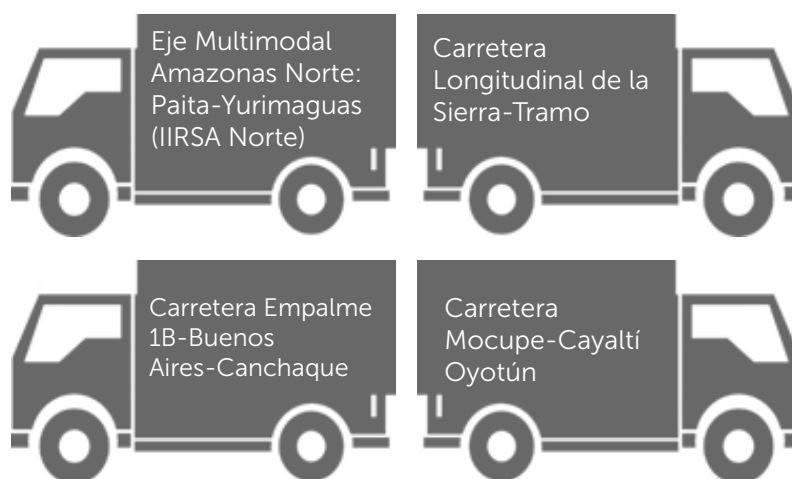 Eje Multimodal
Amazonas Norte:
Paita-Yurimaguas
(IIRSA Norte)
Carretera
Longitudinal de la
Sierra-Tramo
Carretera Empalme
1B-Buenos
Aires-Canchaque
Carretera
Mocupe-Cayaltí
Oyotún